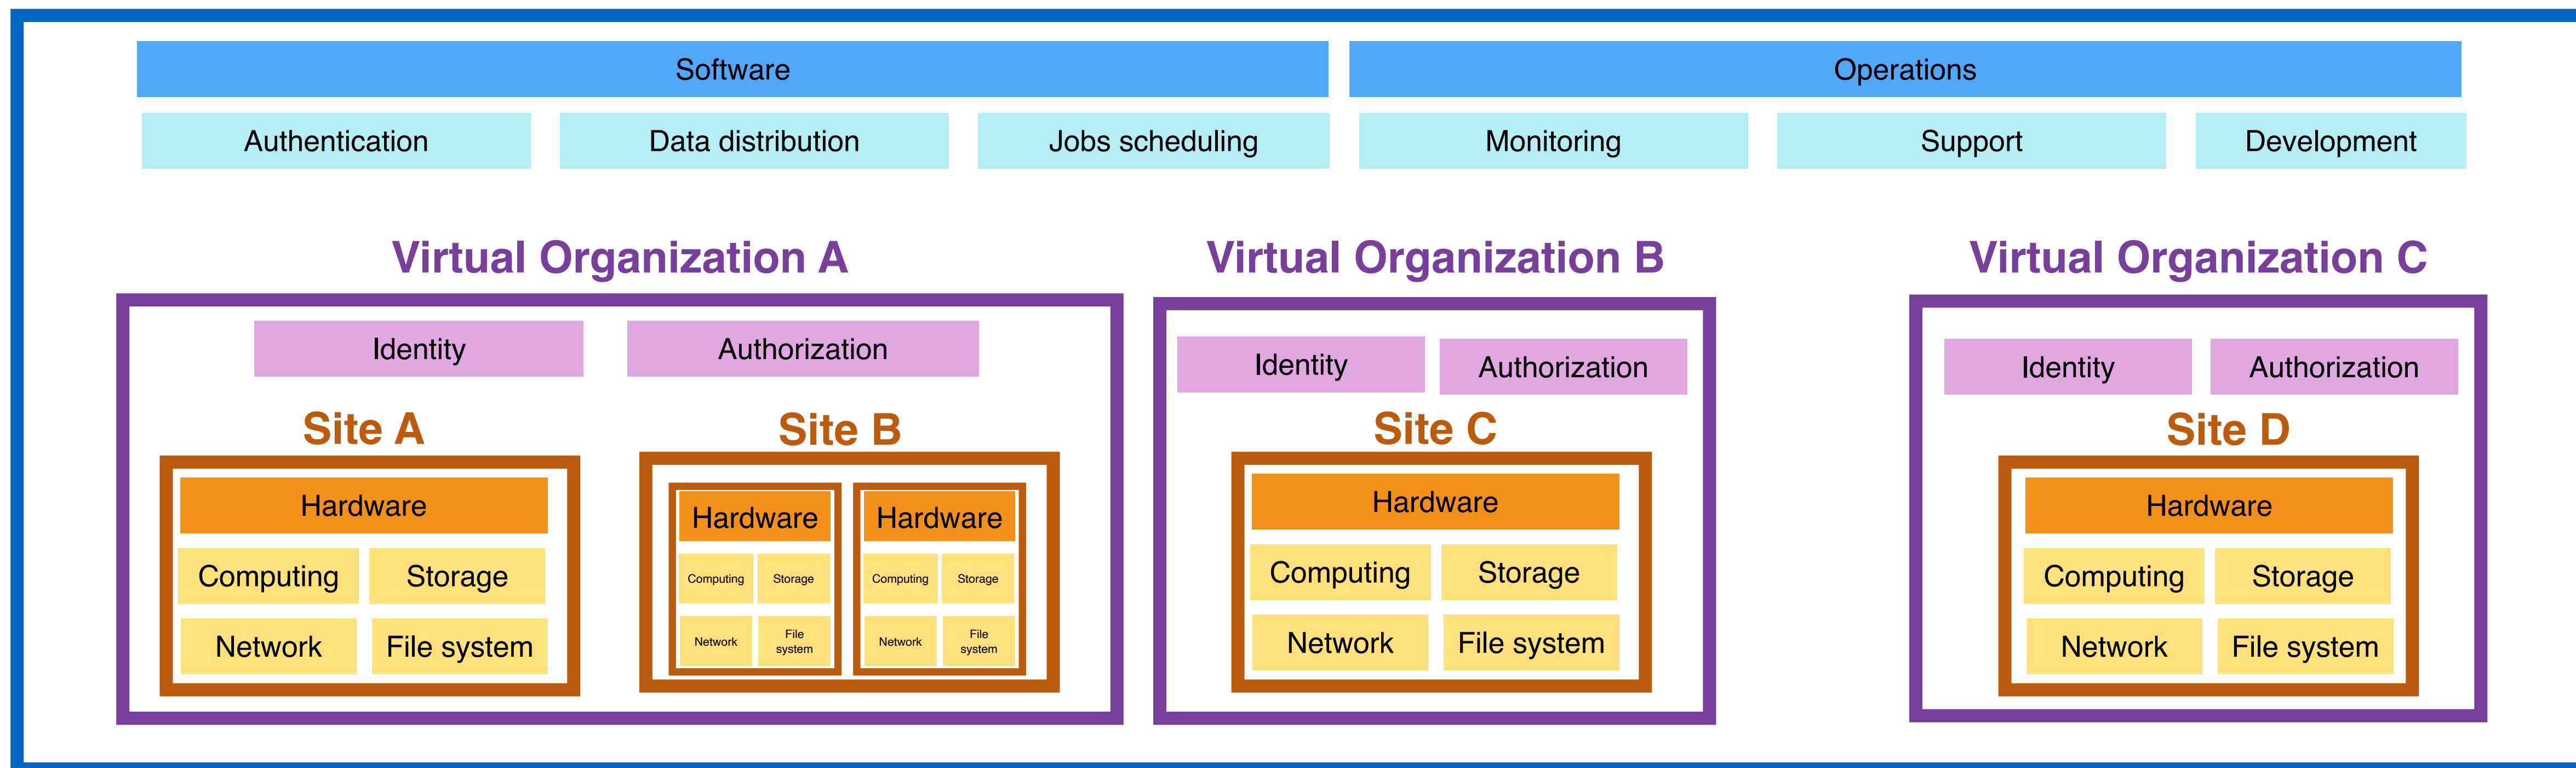 Software
Operations
Authentication
Data distribution
Jobs scheduling
Monitoring
Support
Development
Virtual Organization A
Identity
Authorization
Site A
Hardware
Computing
Storage
Network
File system
Site B
Hardware
Computing
Storage
Network
File
system
Hardware
Computing
Storage
Network
File
system
Virtual Organization B
Identity
Authorization
Site C
Hardware
Computing
Storage
Network
File system
Virtual Organization C
Identity
Authorization
Site D
Hardware
Computing
Storage
Network
File system